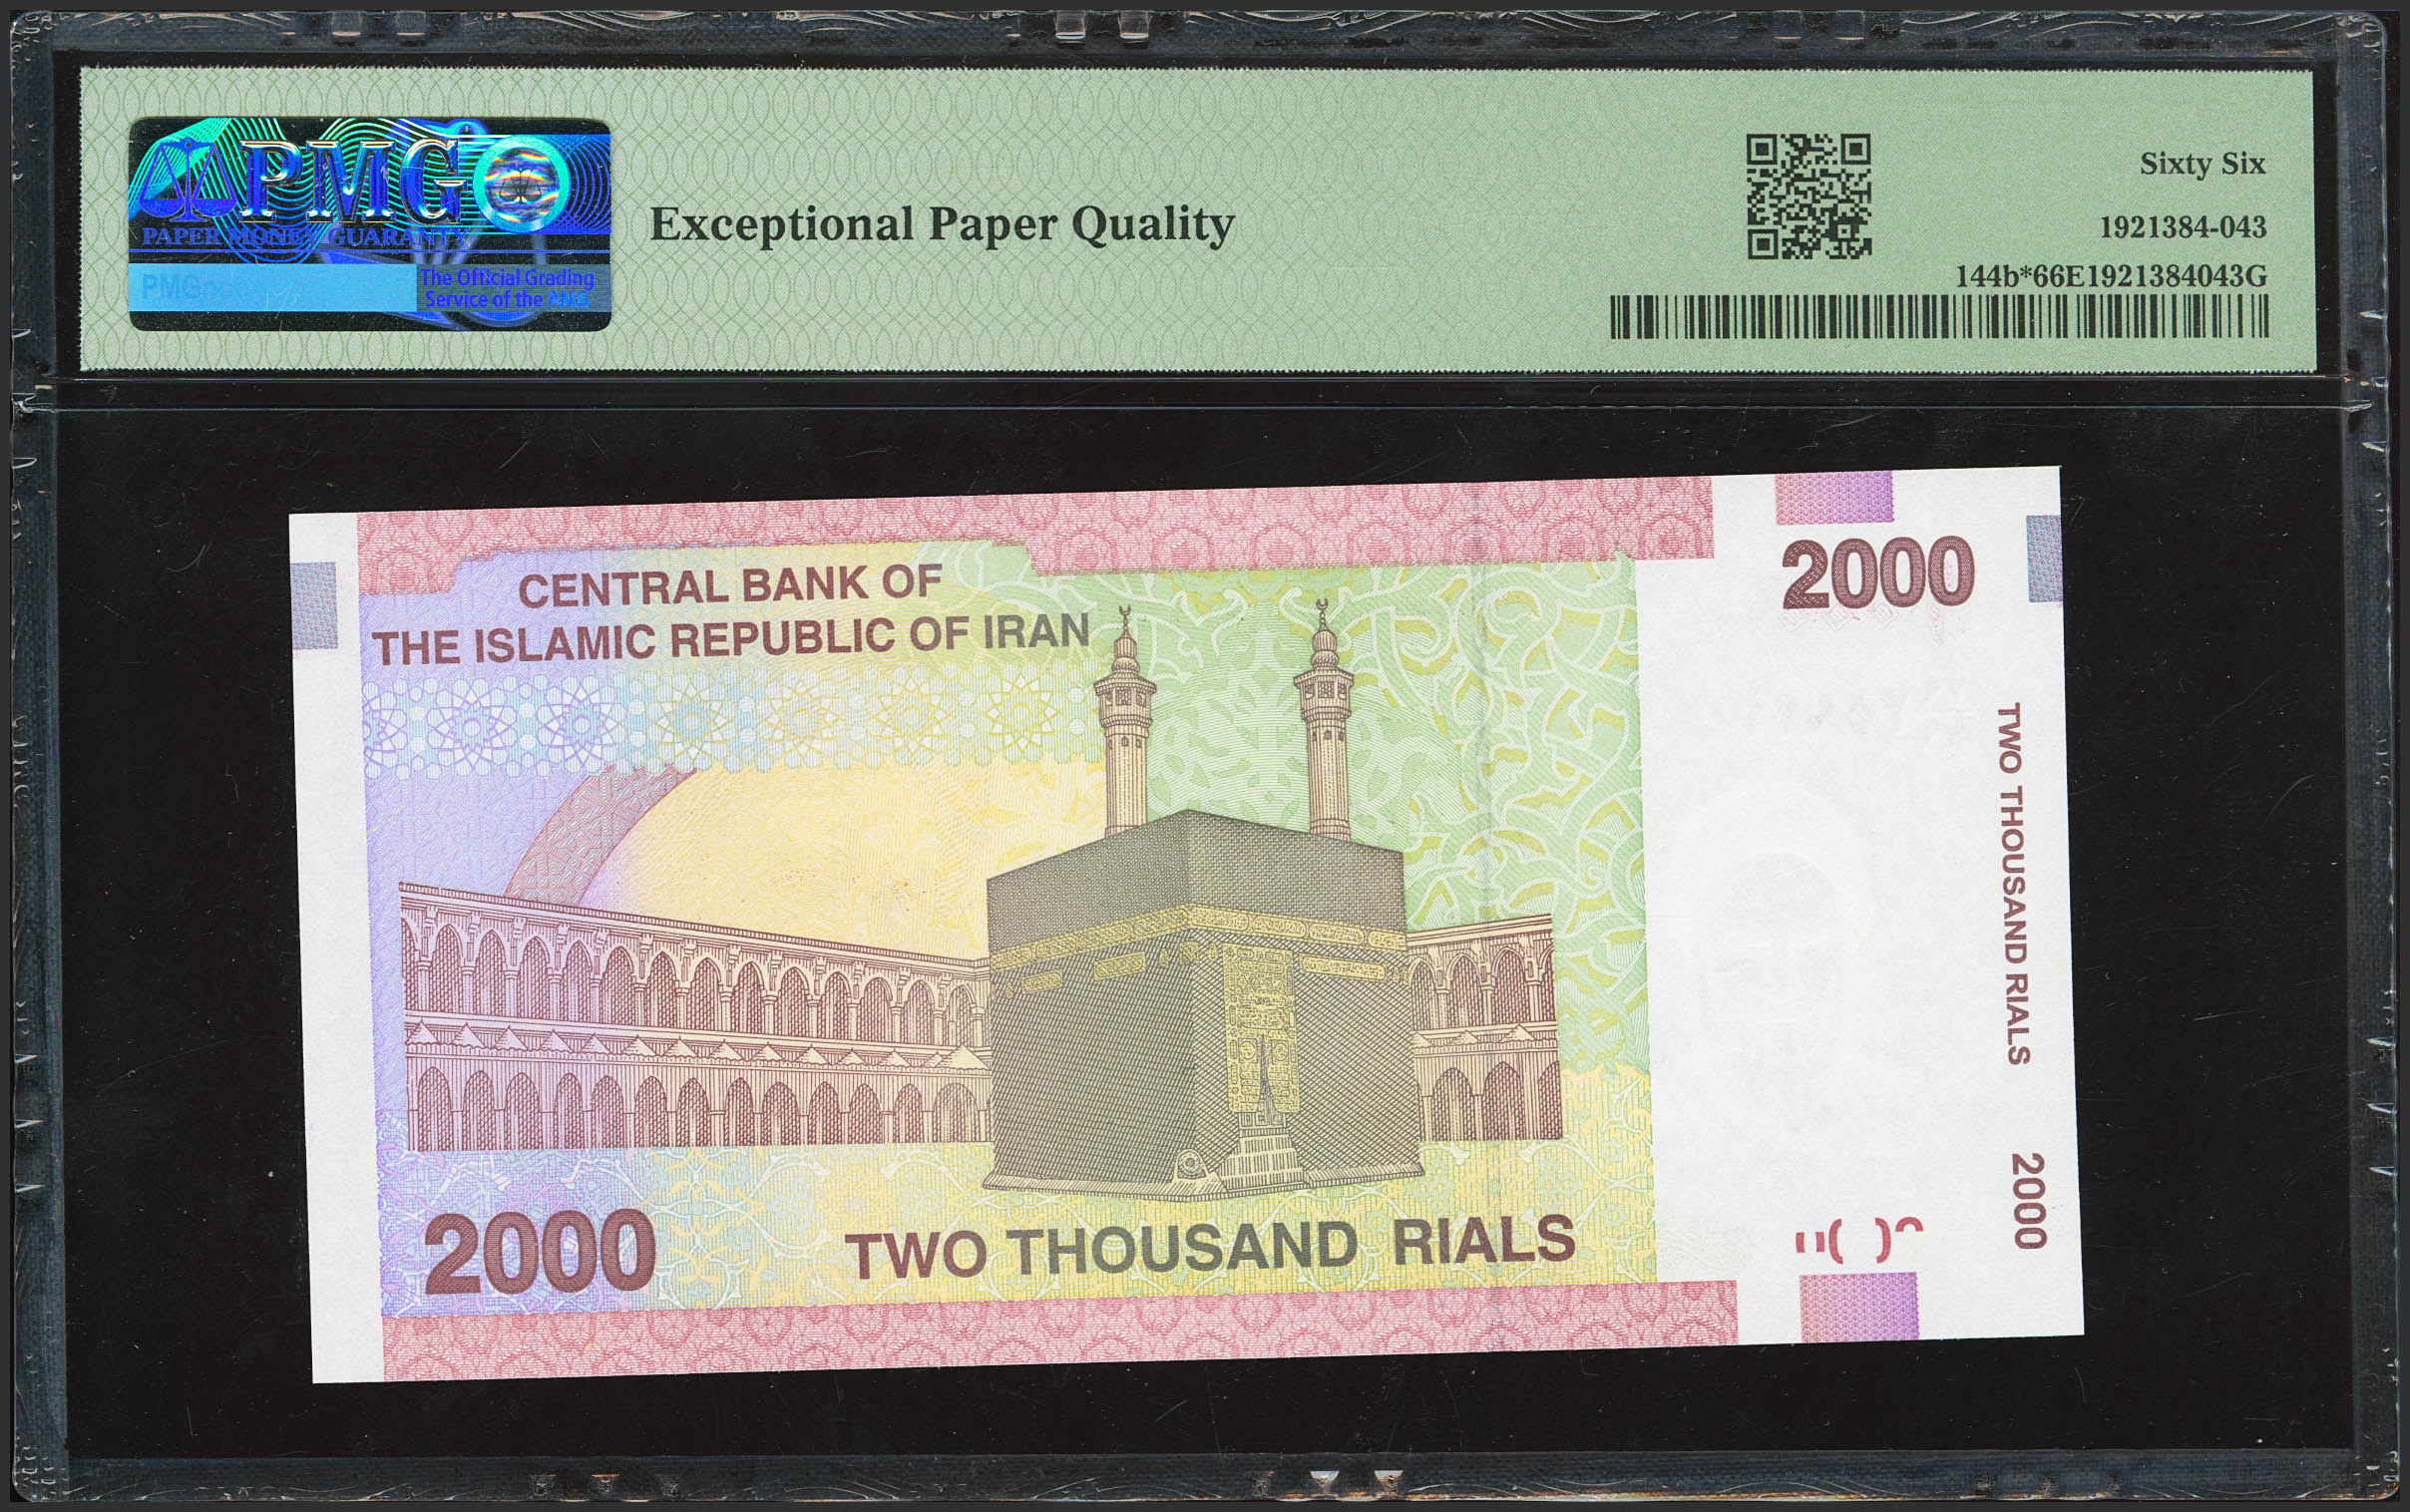 PMG
PAPER MONEY GUARANTY
The Official Grading
Service of the ANA
Exceptional Paper Quality
Sixty Six
1921384-043
144b*66E1921384043G
CENTRAL BANK OF
THE ISLAMIC REPUBLIC OF IRAN
2000
TWO THOUSAND RIALS
2000
2000
TWO THOUSAND RIALS